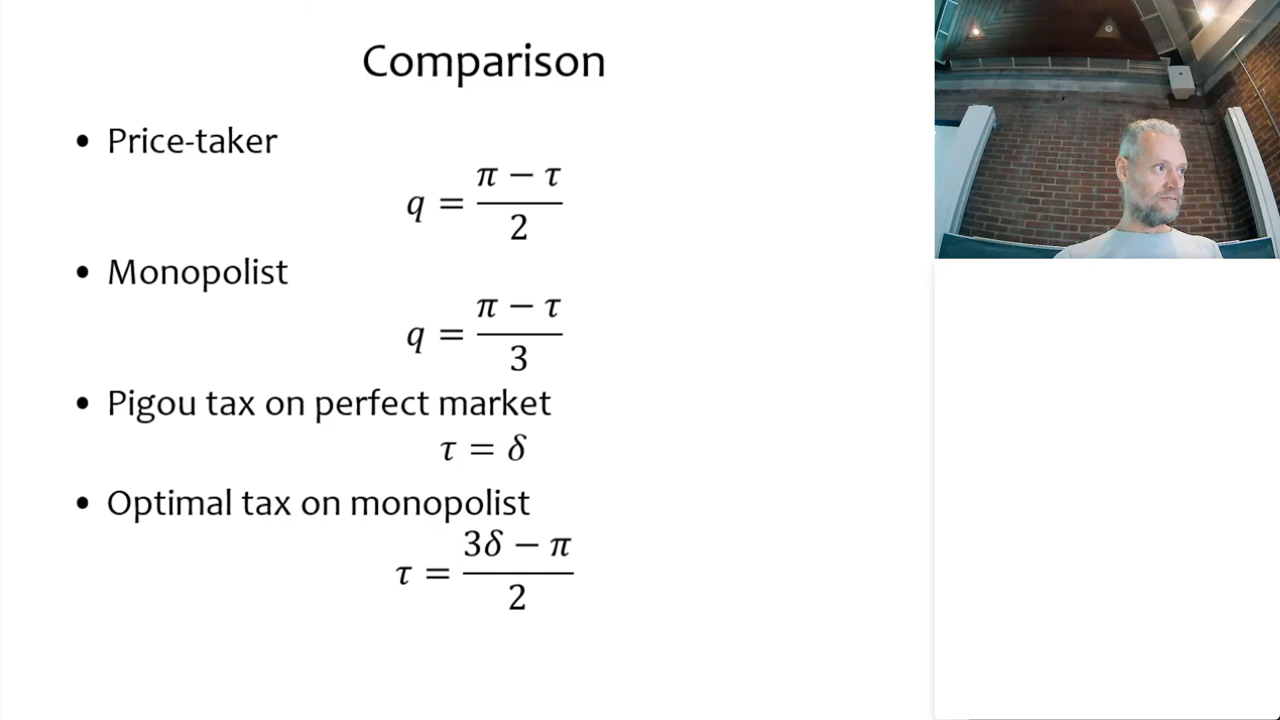 Comparison
• Price-taker
q = (π − τ)/2
• Monopolist
q = (π − τ)/3
• Pigou tax on perfect market
τ = δ
• Optimal tax on monopolist
τ = (3δ − π)/2